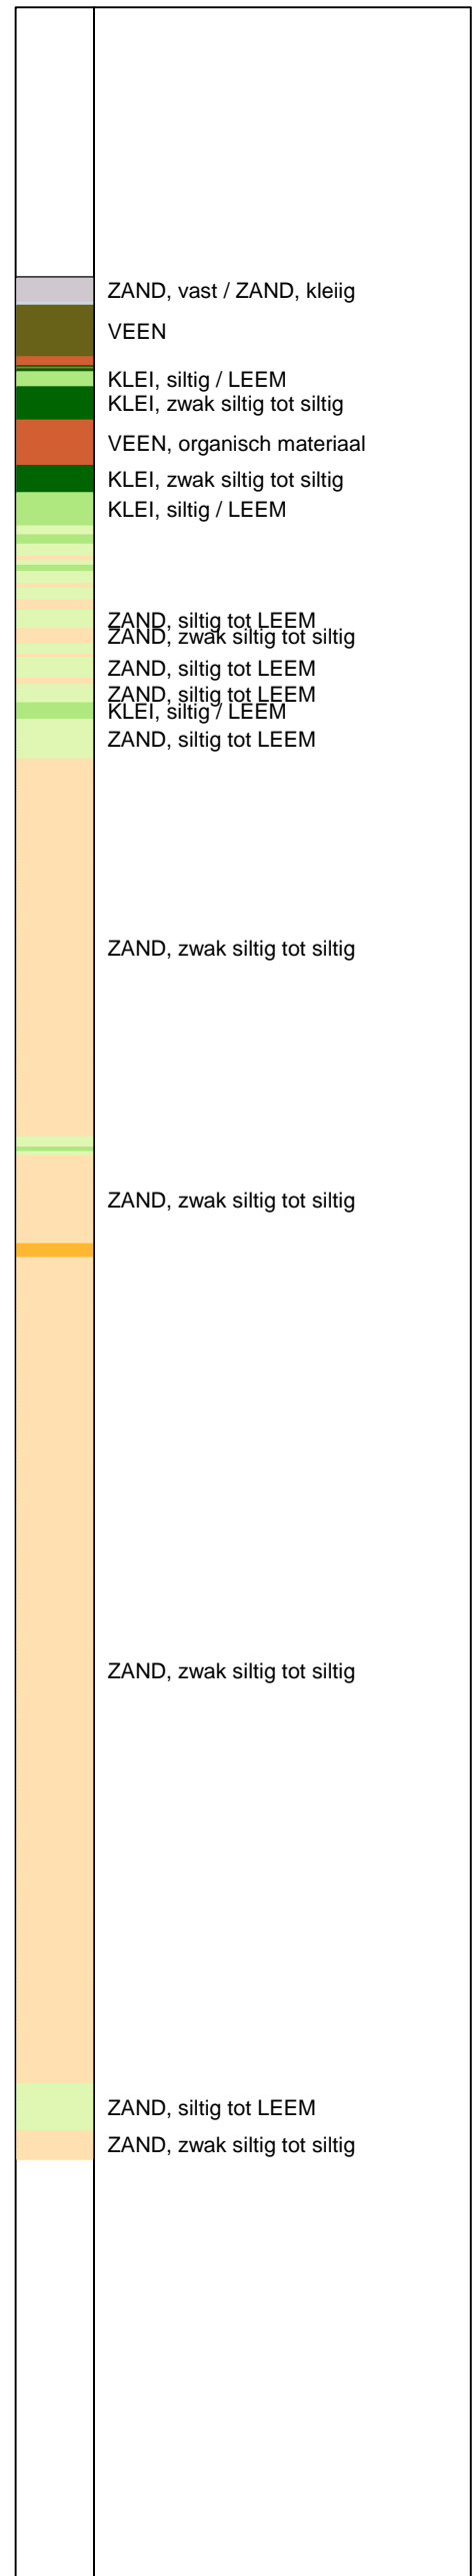 ZAND, vast / ZAND, kleiig
VEEN
KLEI, siltig / LEEM
KLEI, zwak siltig tot siltig
VEEN, organisch materiaal
KLEI, zwak siltig tot siltig
KLEI, siltig / LEEM
ZAND, siltig tot LEEM
ZAND, zwak siltig tot siltig
ZAND, siltig tot LEEM
ZAND, siltig tot LEEM
KLEI, siltig / LEEM
ZAND, siltig tot LEEM
ZAND, zwak siltig tot siltig
ZAND, zwak siltig tot siltig
ZAND, zwak siltig tot siltig
ZAND, siltig tot LEEM
ZAND, zwak siltig tot siltig